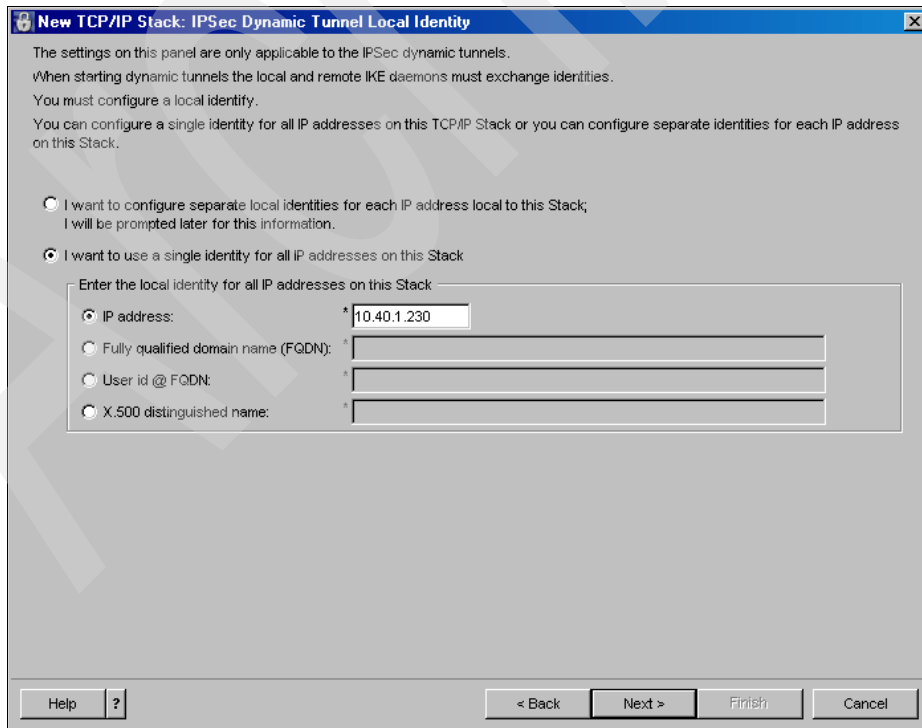 New TCP/IP Stack: IPSec Dynamic Tunnel Local Identity
The settings on this panel are only applicable to the IPSec dynamic tunnels.
When starting dynamic tunnels the local and remote IKE daemons must exchange identities.
You must configure a local identify.
You can configure a single identity for all IP addresses on this TCP/IP Stack or you can configure separate identities for each IP address
on this Stack.
I want to configure separate local identities for each IP address local to this Stack;
I will be prompted later for this information.
I want to use a single identity for all IP addresses on this Stack
Enter the local identity for all IP addresses on this Stack
IP address: * 10.40.1.230
Fully qualified domain name (FQDN): *
User id @ FQDN: *
X.500 distinguished name: *
Help ? < Back Next > Finish Cancel